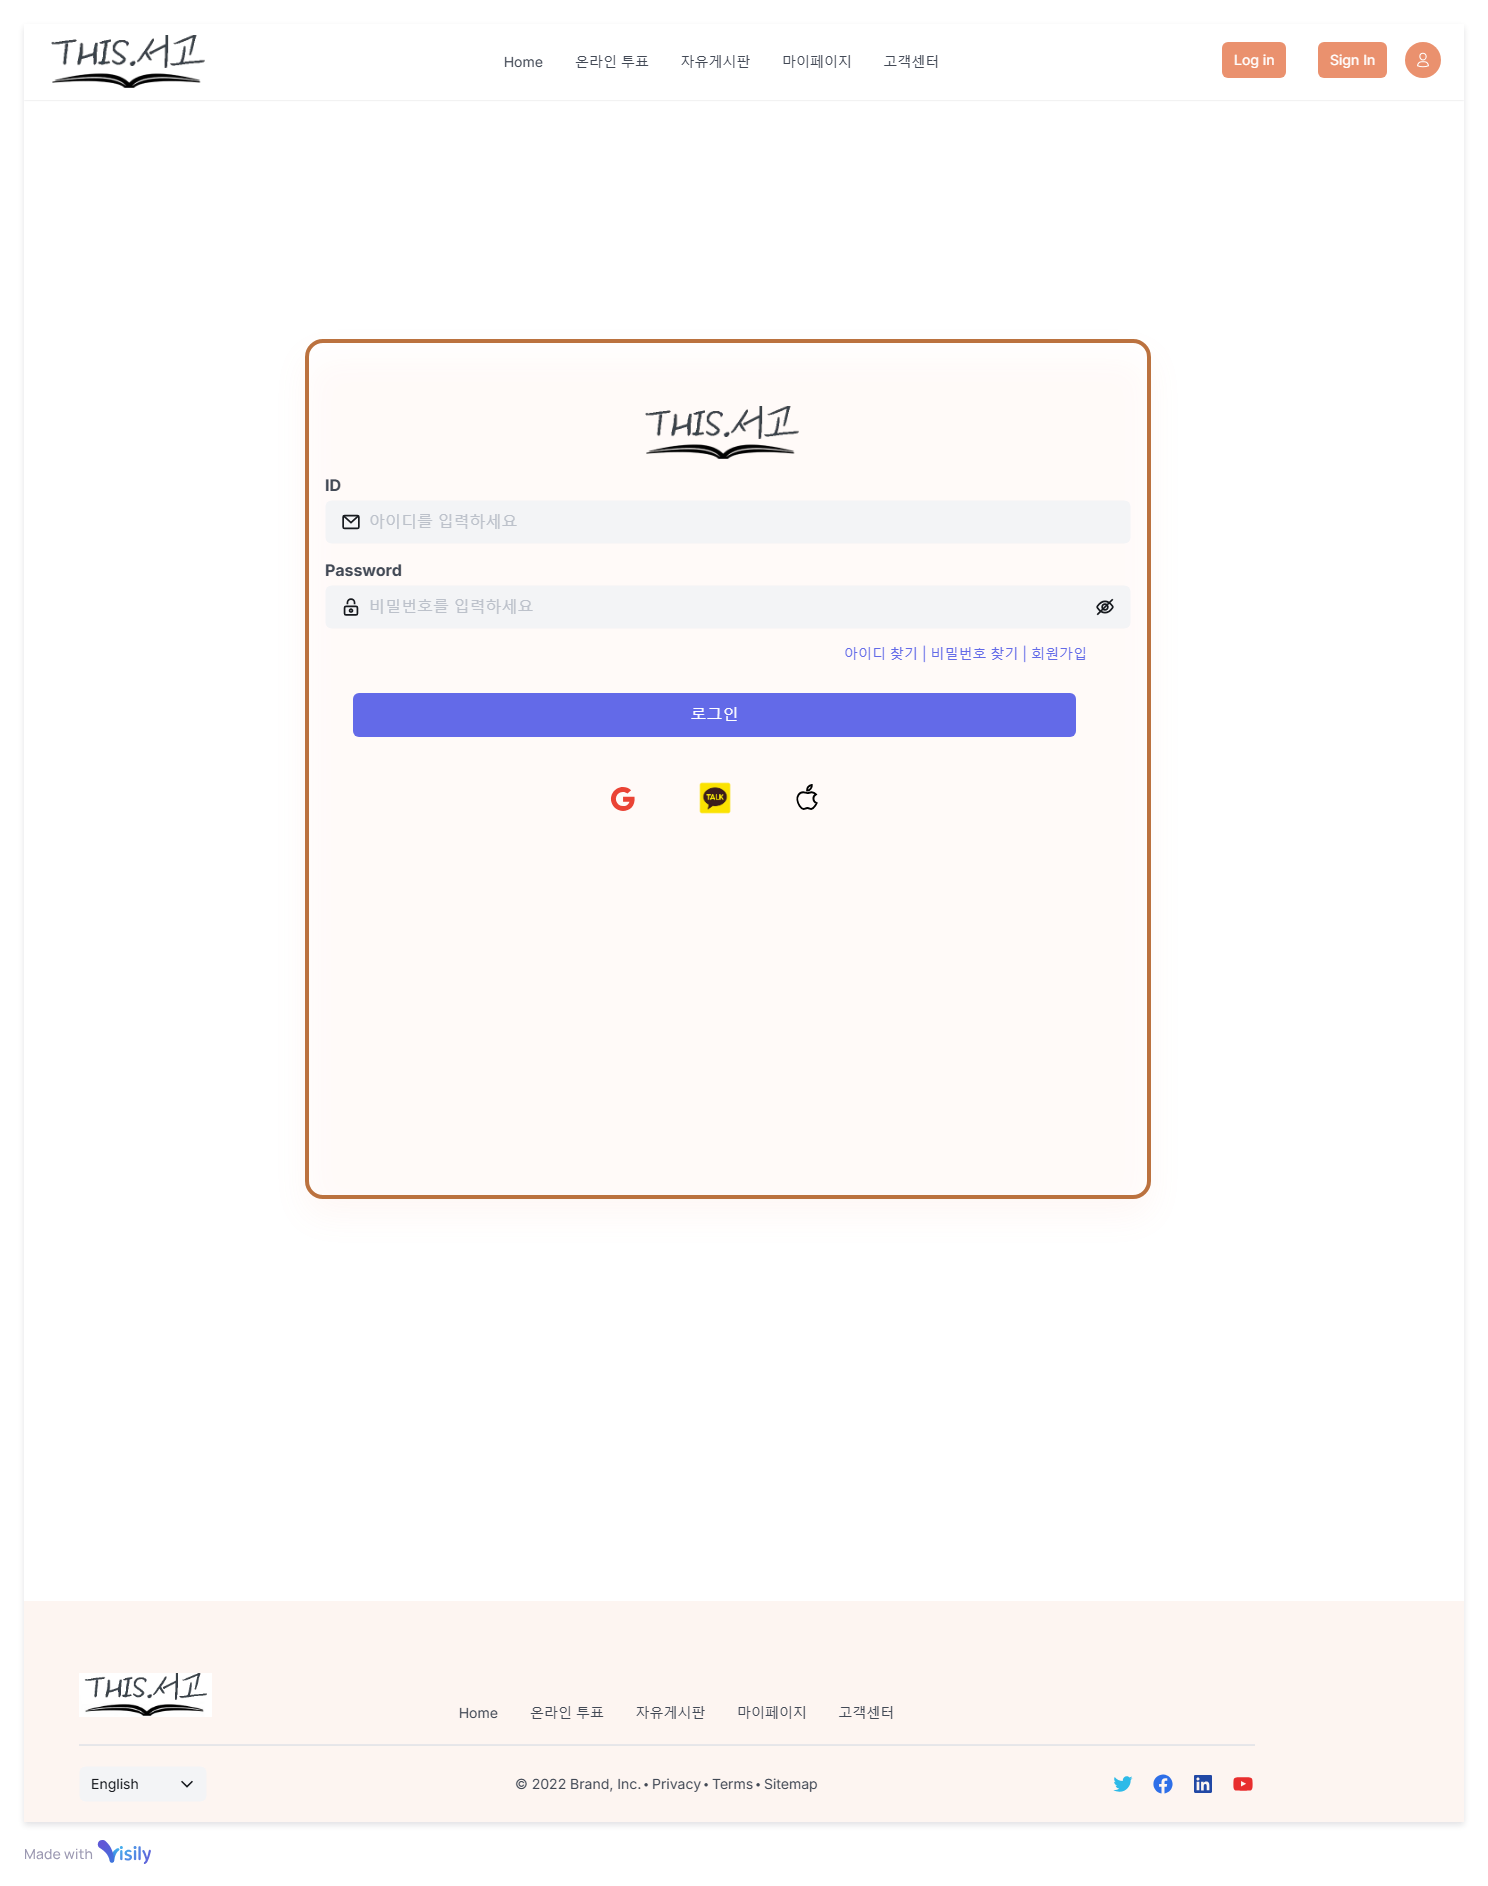 THIS.서고
Home 온라인 투표 자유게시판 마이페이지 고객센터
Log in Sign In
THIS.서고
ID
아이디를 입력하세요
Password
비밀번호를 입력하세요
아이디 찾기 | 비밀번호 찾기 | 회원가입
로그인
TALK
THIS.서고
Home 온라인 투표 자유게시판 마이페이지 고객센터
English
© 2022 Brand, Inc. • Privacy • Terms • Sitemap
Made with Visily